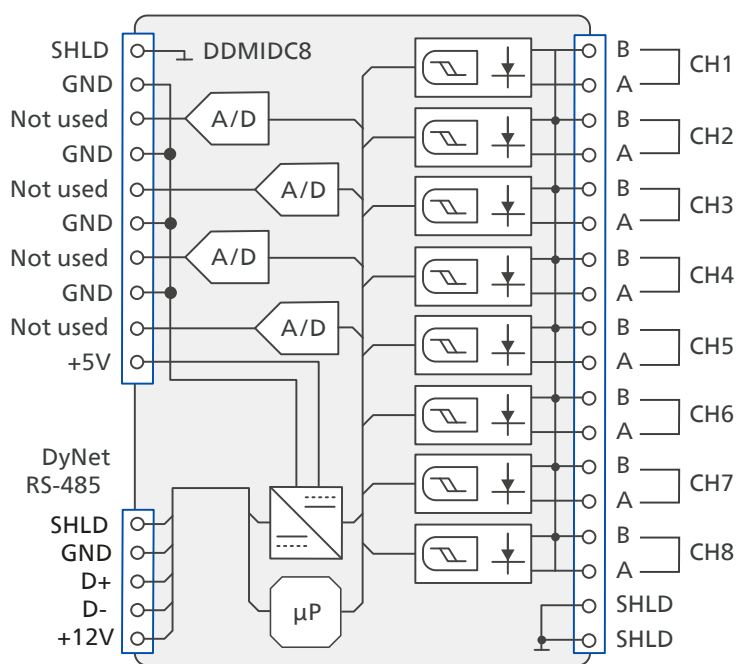 SHLD
DDMIDC8
GND
Not used
A/D
GND
Not used
A/D
GND
Not used
A/D
GND
Not used
A/D
+5V
DyNet
RS-485
SHLD
GND
D+
D-
+12V
µP
B
A
CH1
B
A
CH2
B
A
CH3
B
A
CH4
B
A
CH5
B
A
CH6
B
A
CH7
B
A
CH8
SHLD
SHLD